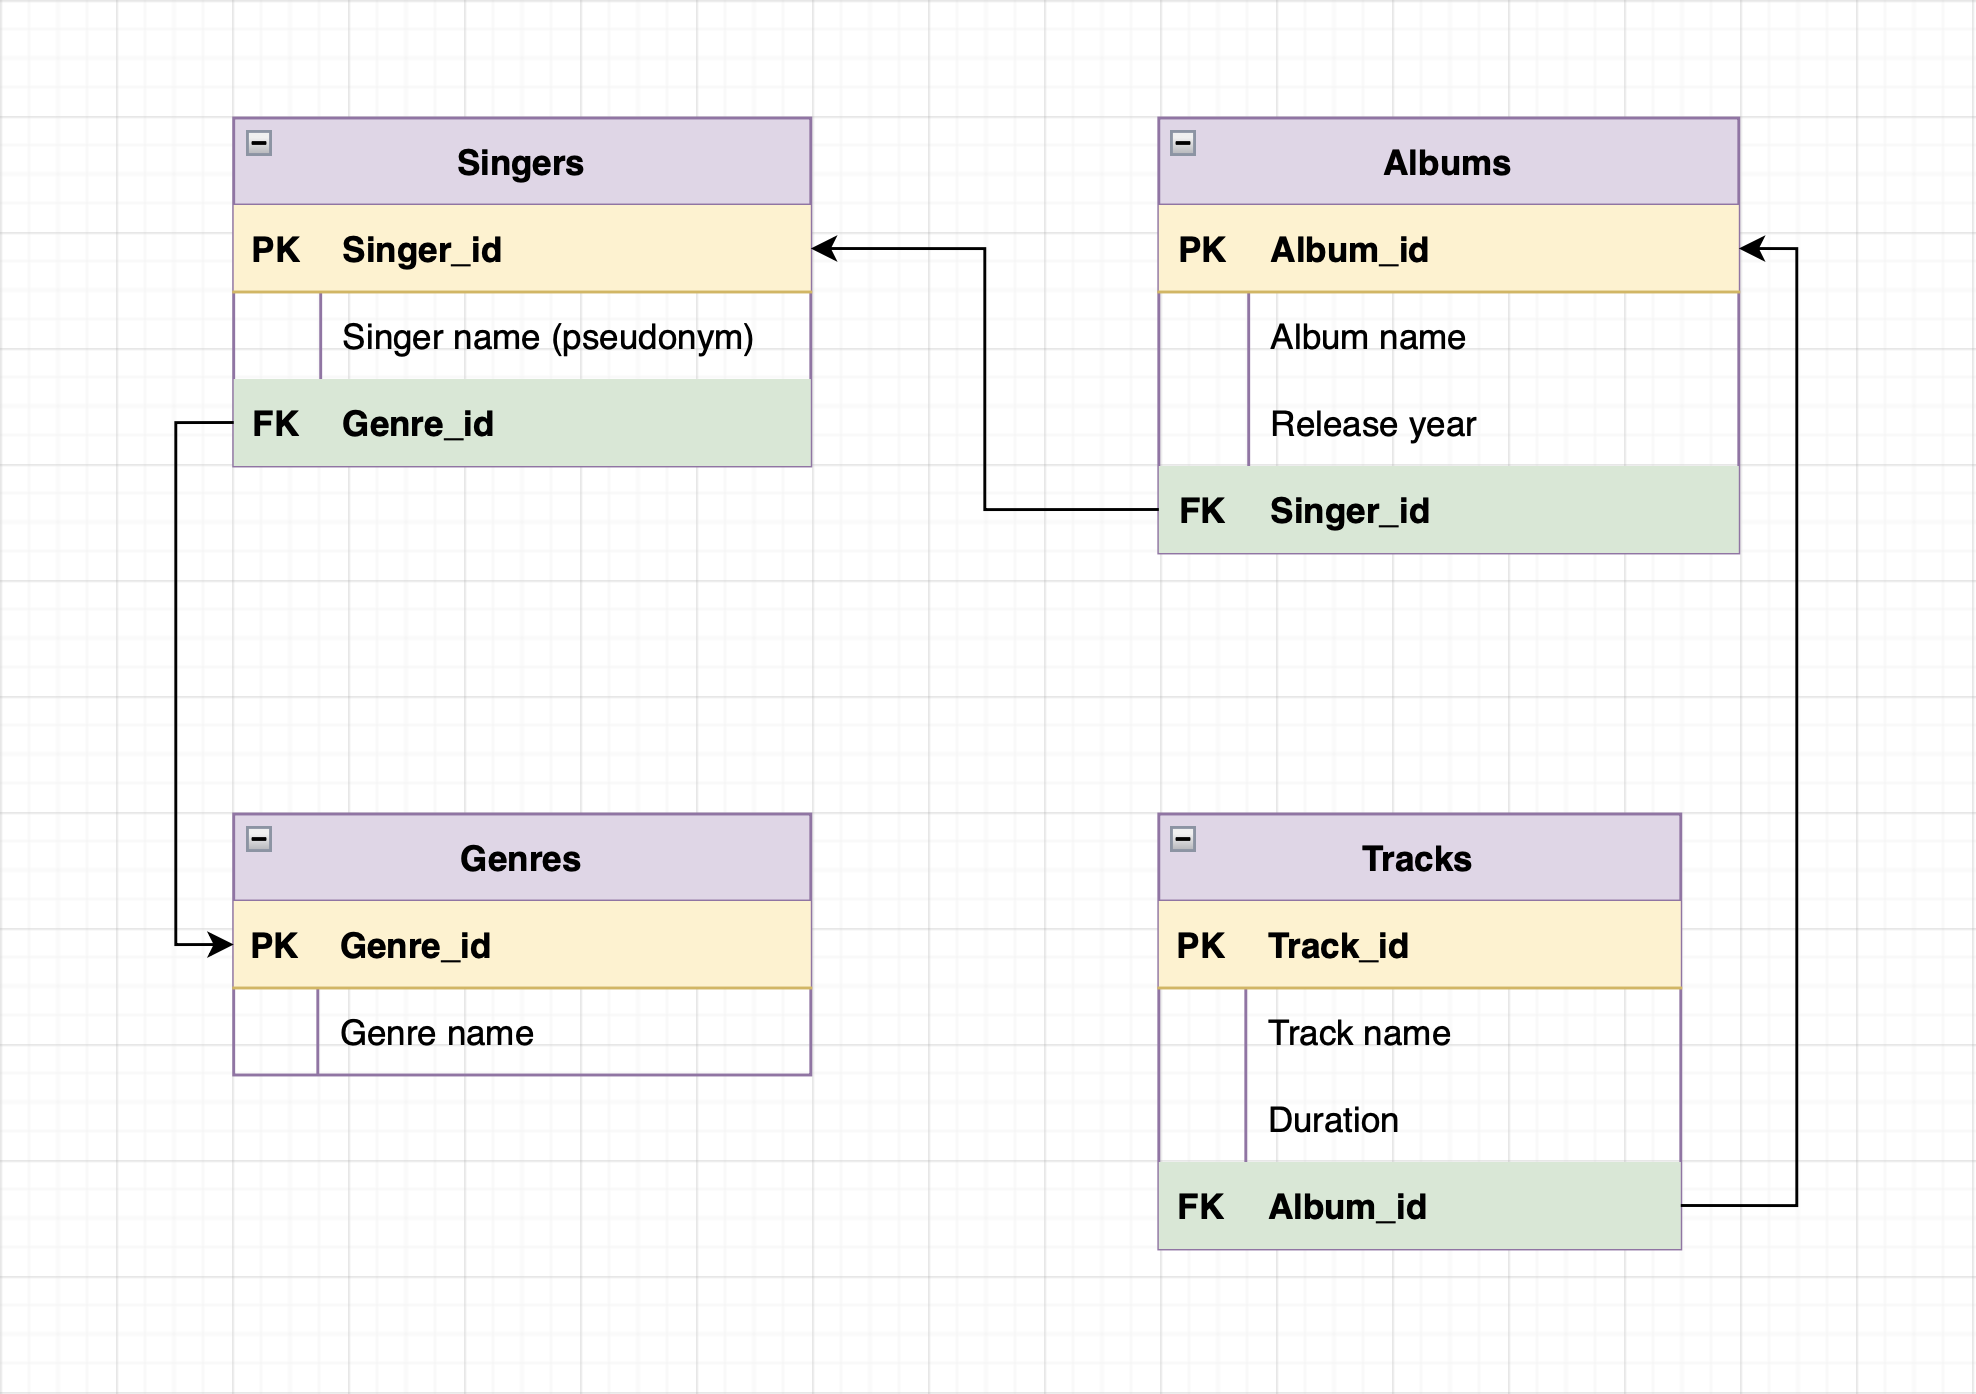 Singers
PK Singer_id
Singer name (pseudonym)
FK Genre_id
Albums
PK Album_id
Album name
Release year
FK Singer_id
Genres
PK Genre_id
Genre name
Tracks
PK Track_id
Track name
Duration
FK Album_id